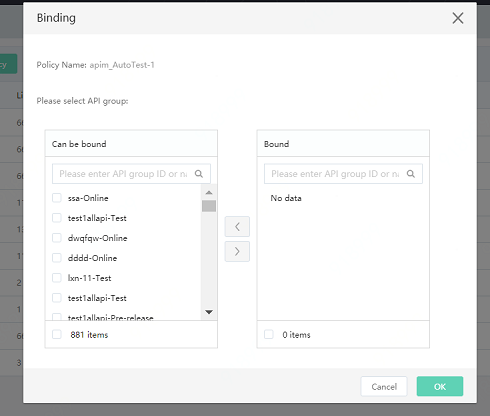 Binding
Policy Name: apim_AutoTest-1
Please select API group:
Can be bound
Bound
Please enter API group ID or na
Please enter API group ID or na
ssa-Online
No data
test1allapi-Test
dwqfqw-Online
dddd-Online
lxn-11-Test
test1allapi-Test
test1allapi-Pre-release
881 items
0 items
Cancel
OK